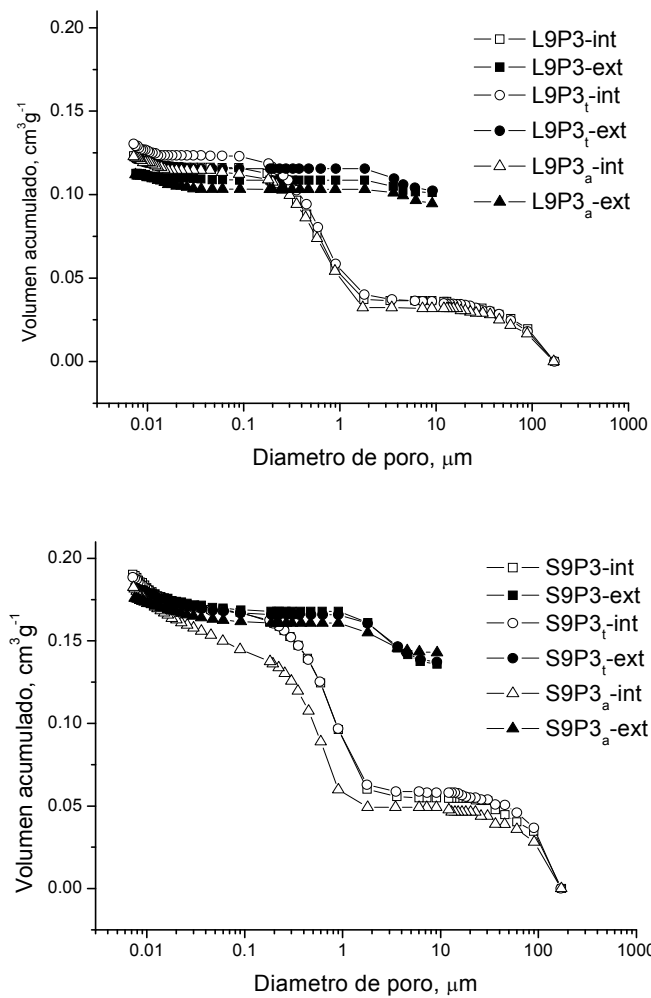 0.20
0.15
0.10
0.05
0.00
Volumen acumulado, cm³g⁻¹
L9P3-int
L9P3-ext
L9P3t-int
L9P3t-ext
L9P3a-int
L9P3a-ext
0.01 0.1 1 10 100 1000
Diametro de poro, μm
0.20
0.15
0.10
0.05
0.00
Volumen acumulado, cm³g⁻¹
S9P3-int
S9P3-ext
S9P3t-int
S9P3t-ext
S9P3a-int
S9P3a-ext
0.01 0.1 1 10 100 1000
Diametro de poro, μm